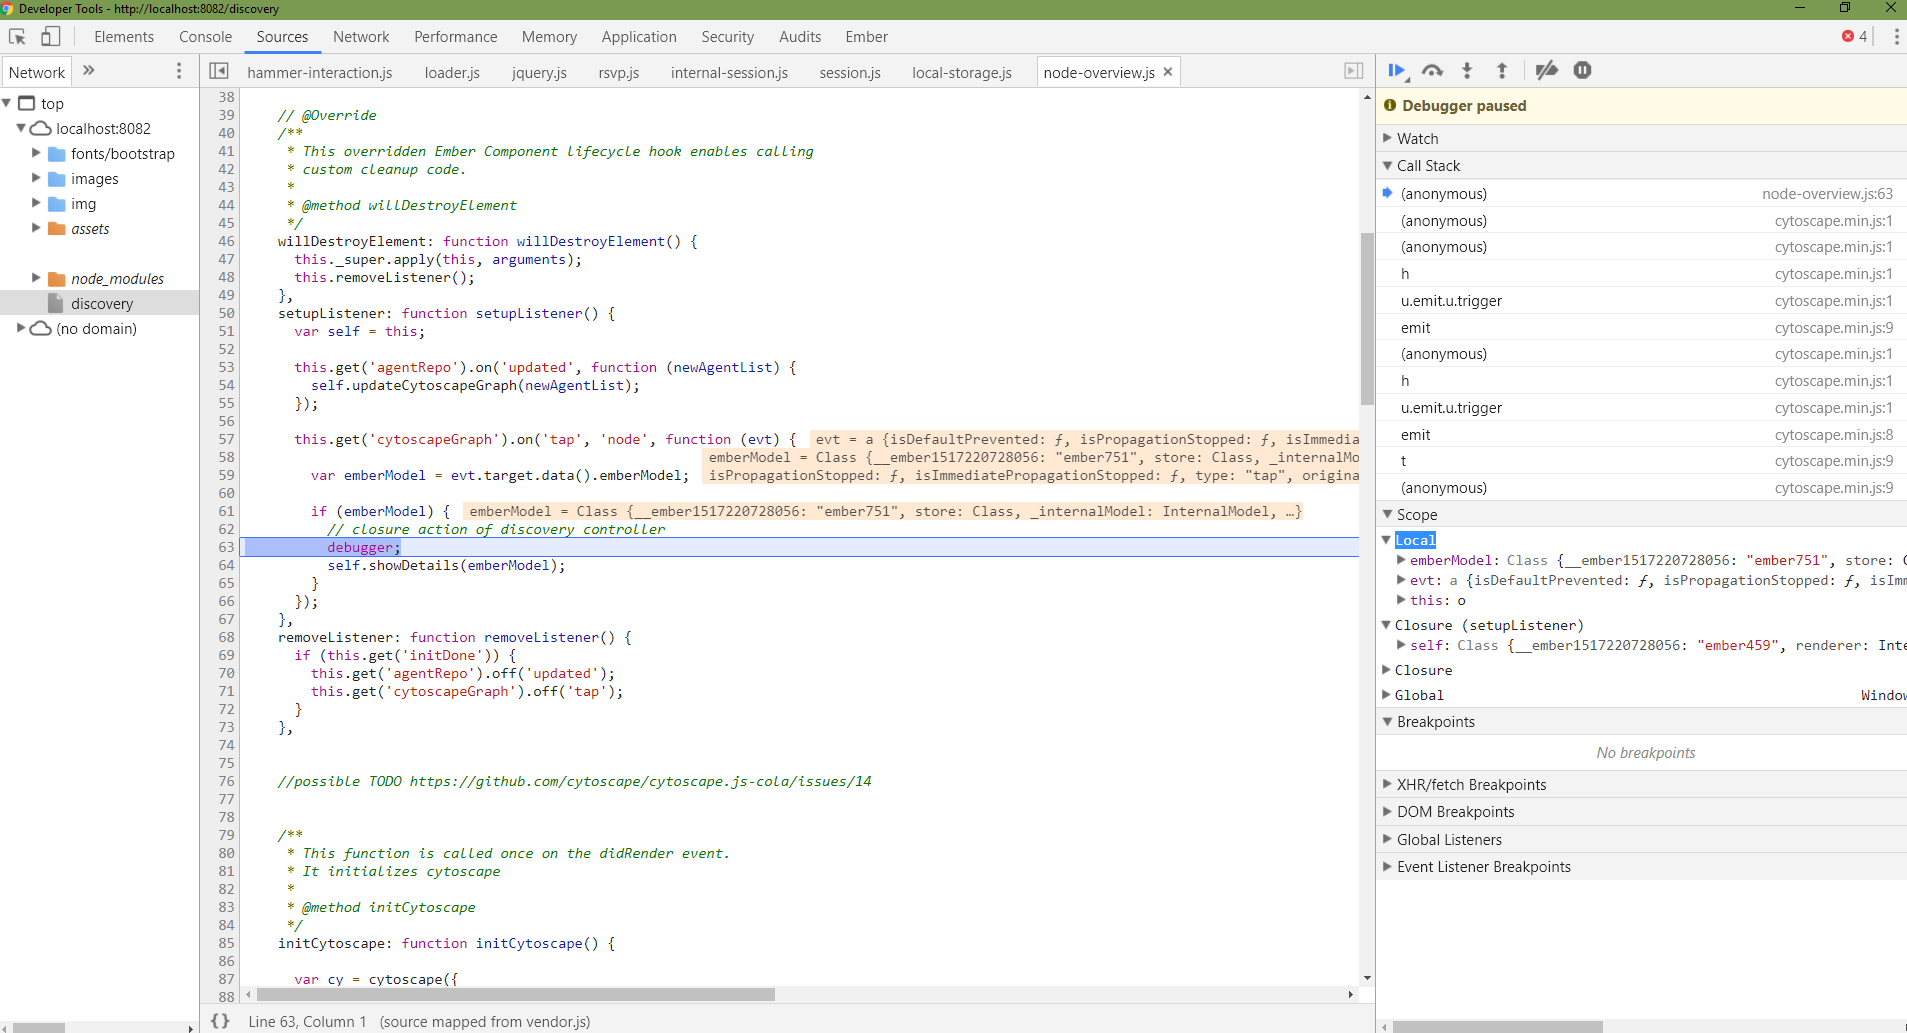 Developer Tools - http://localhost:8082/discovery
Elements Console Sources Network Performance Memory Application Security Audits Ember 4
Network »
hammer-interaction.js loader.js jquery.js rsvp.js internal-session.js session.js local-storage.js node-overview.js ×
top
localhost:8082
fonts/bootstrap
images
img
assets
node_modules
discovery
(no domain)
38
39 // @Override
40 /**
41 * This overridden Ember Component lifecycle hook enables calling
42 * custom cleanup code.
43 *
44 * @method willDestroyElement
45 */
46 willDestroyElement: function willDestroyElement() {
47 this._super.apply(this, arguments);
48 this.removeListener();
49 },
50 setupListener: function setupListener() {
51 var self = this;
52
53 this.get('agentRepo').on('updated', function (newAgentList) {
54 self.updateCytoscapeGraph(newAgentList);
55 });
56
57 this.get('cytoscapeGraph').on('tap', 'node', function (evt) { evt = a {isDefaultPrevented: ƒ, isPropagationStopped: ƒ, isImmedia
58 emberModel = Class {__ember1517220728056: "ember751", store: Class, _internalMo
59 var emberModel = evt.target.data().emberModel; isPropagationStopped: ƒ, isImmediatePropagationStopped: ƒ, type: "tap", origina
60
61 if (emberModel) { emberModel = Class {__ember1517220728056: "ember751", store: Class, _internalModel: InternalModel, …}
62 // closure action of discovery controller
63 debugger;
64 self.showDetails(emberModel);
65 }
66 });
67 },
68 removeListener: function removeListener() {
69 if (this.get('initDone')) {
70 this.get('agentRepo').off('updated');
71 this.get('cytoscapeGraph').off('tap');
72 }
73 },
74
75
76 //possible TODO https://github.com/cytoscape/cytoscape.js-cola/issues/14
77
78
79 /**
80 * This function is called once on the didRender event.
81 * It initializes cytoscape
82 *
83 * @method initCytoscape
84 */
85 initCytoscape: function initCytoscape() {
86
87 var cy = cytoscape({
88
{} Line 63, Column 1 (source mapped from vendor.js)
Debugger paused
Watch
Call Stack
(anonymous) node-overview.js:63
(anonymous) cytoscape.min.js:1
(anonymous) cytoscape.min.js:1
h cytoscape.min.js:1
u.emit.u.trigger cytoscape.min.js:1
emit cytoscape.min.js:9
(anonymous) cytoscape.min.js:1
h cytoscape.min.js:1
u.emit.u.trigger cytoscape.min.js:1
emit cytoscape.min.js:8
t cytoscape.min.js:9
(anonymous) cytoscape.min.js:9
Scope
Local
emberModel: Class {__ember1517220728056: "ember751", store: C
evt: a {isDefaultPrevented: ƒ, isPropagationStopped: ƒ, isImm
this: o
Closure (setupListener)
self: Class {__ember1517220728056: "ember459", renderer: Inte
Closure
Global Window
Breakpoints
No breakpoints
XHR/fetch Breakpoints
DOM Breakpoints
Global Listeners
Event Listener Breakpoints